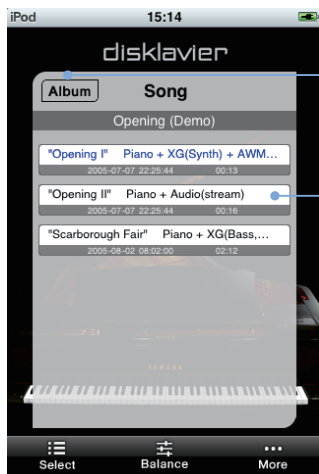 iPod 15:14
disklavier
Album Song
Opening (Demo)
"Opening I" Piano + XG(Synth) + AWM...
2005-07-07 22:25:44 00:13
"Opening II" Piano + Audio(stream)
2005-07-07 22:25:44 00:16
"Scarborough Fair" Piano + XG(Bass,...
2005-08-02 08:02:00 02:12
YAMAHA
Select Balance More